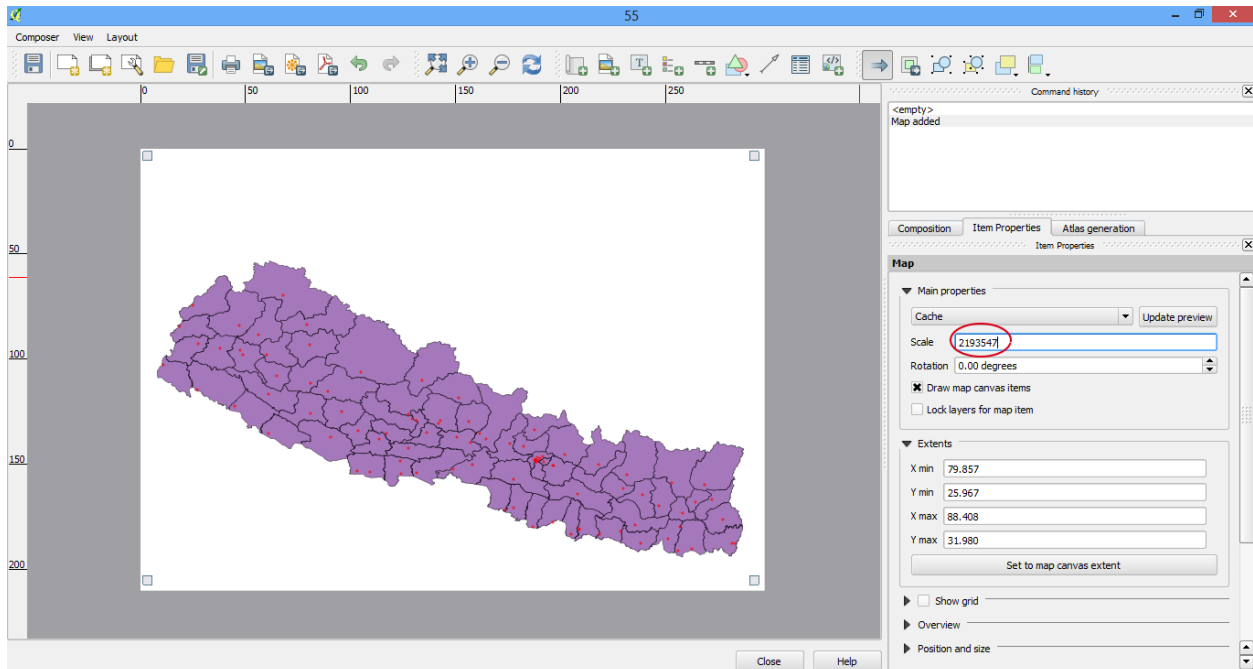 55
Composer View Layout
0 50 100 150 200 250
0
50
100
150
200
Command history
<empty>
Map added
Composition Item Properties Atlas generation
Item Properties
Map
Main properties
Cache Update preview
Scale 2193547
Rotation 0.00 degrees
Draw map canvas items
Lock layers for map item
Extents
X min 79.857
Y min 25.967
X max 88.408
Y max 31.980
Set to map canvas extent
Show grid
Overview
Position and size
Close Help